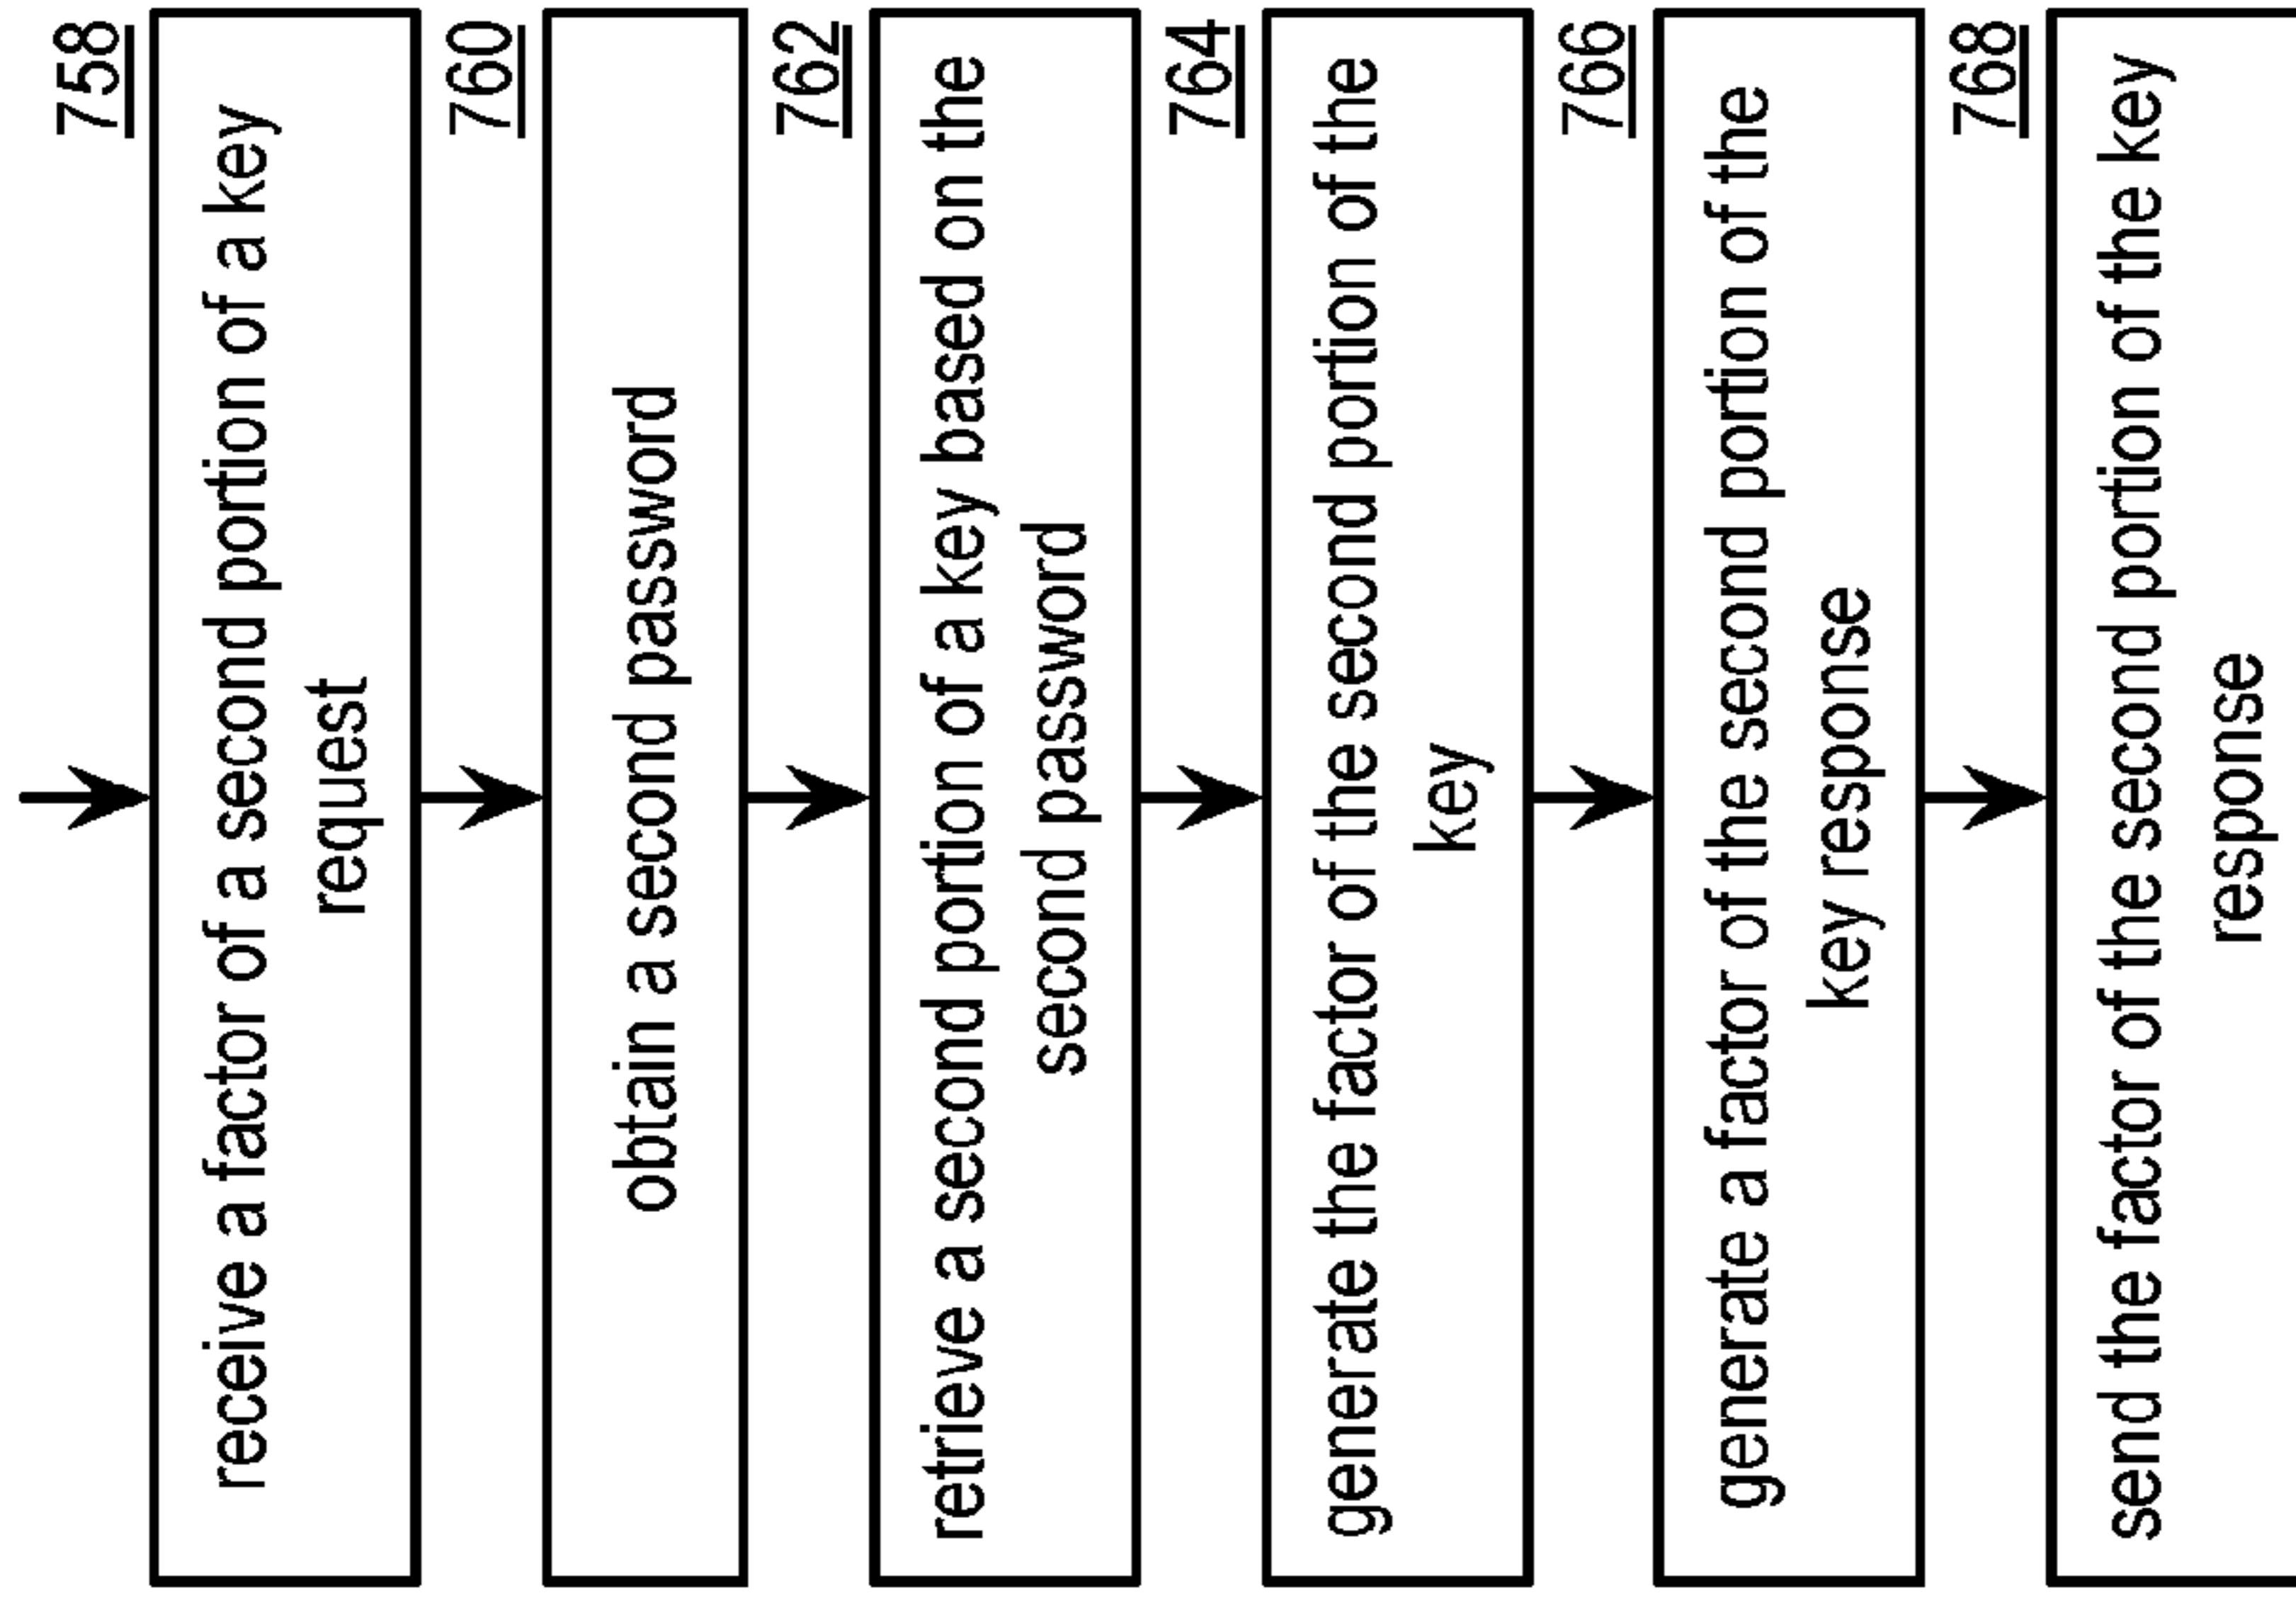 758
receive a factor of a second portion of a key
request
760
obtain a second password
762
retrieve a second portion of a key based on the
second password
764
generate the factor of the second portion of the
key
766
generate a factor of the second portion of the
key response
768
send the factor of the second portion of the key
response